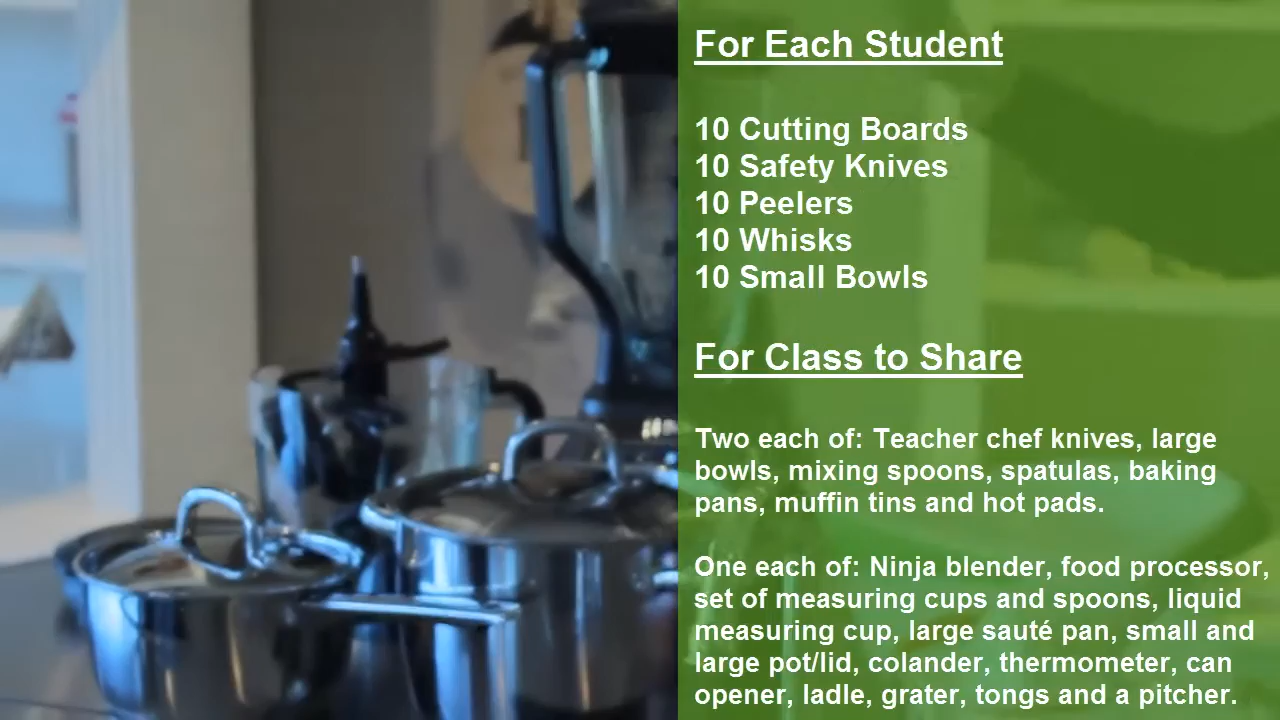 For Each Student
10 Cutting Boards
10 Safety Knives
10 Peelers
10 Whisks
10 Small Bowls
For Class to Share
Two each of: Teacher chef knives, large
bowls, mixing spoons, spatulas, baking
pans, muffin tins and hot pads.
One each of: Ninja blender, food processor,
set of measuring cups and spoons, liquid
measuring cup, large sauté pan, small and
large pot/lid, colander, thermometer, can
opener, ladle, grater, tongs and a pitcher.